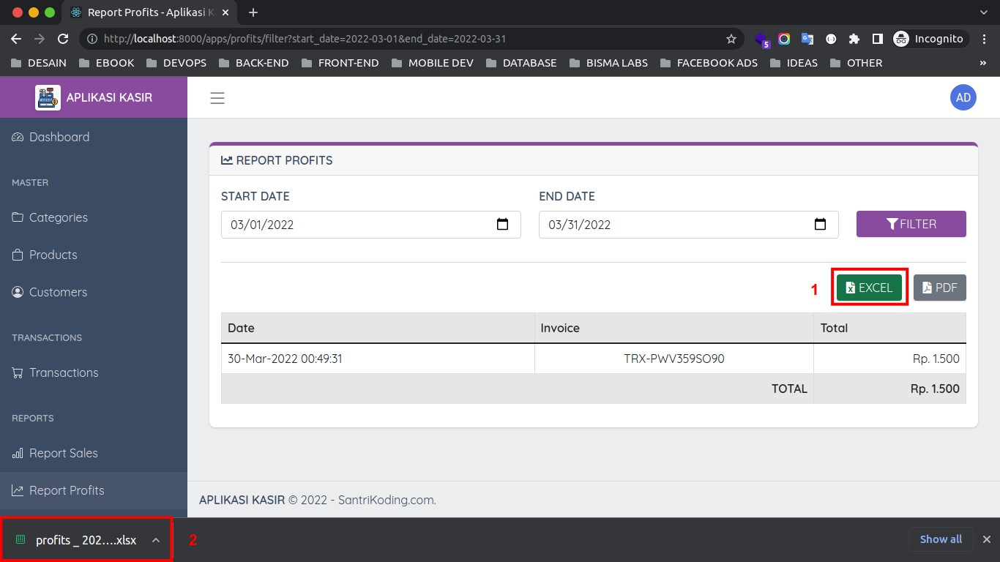 Report Profits - Aplikasi K
http://localhost:8000/apps/profits/filter?start_date=2022-03-01&end_date=2022-03-31
5
Incognito
DESAIN EBOOK DEVOPS BACK-END FRONT-END MOBILE DEV DATABASE BISMA LABS FACEBOOK ADS IDEAS OTHER »
APLIKASI KASIR
AD
Dashboard
MASTER
Categories
Products
Customers
TRANSACTIONS
Transactions
REPORTS
Report Sales
Report Profits
REPORT PROFITS
START DATE END DATE
03/01/2022 03/31/2022 FILTER
1 EXCEL PDF
Date Invoice Total
30-Mar-2022 00:49:31 TRX-PWV359SO90 Rp. 1.500
TOTAL Rp. 1.500
APLIKASI KASIR © 2022 - SantriKoding.com.
profits _ 202....xlsx 2 Show all